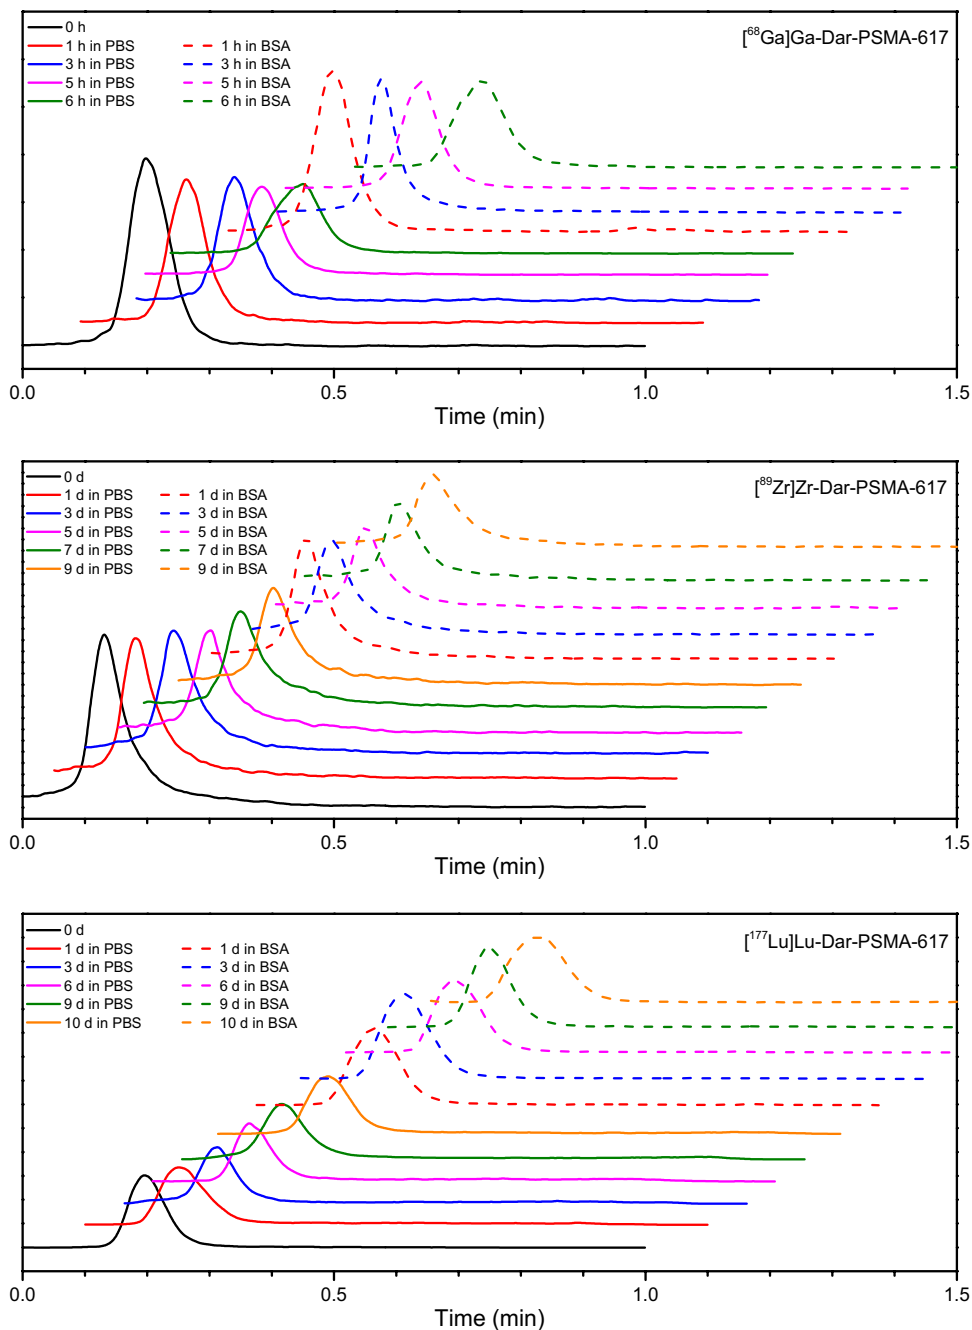 0 h
1 h in PBS 1 h in BSA
3 h in PBS 3 h in BSA
5 h in PBS 5 h in BSA
6 h in PBS 6 h in BSA
[⁶⁸Ga]Ga-Dar-PSMA-617
0.0 0.5 1.0 1.5
Time (min)
0 d
1 d in PBS 1 d in BSA
3 d in PBS 3 d in BSA
5 d in PBS 5 d in BSA
7 d in PBS 7 d in BSA
9 d in PBS 9 d in BSA
[⁸⁹Zr]Zr-Dar-PSMA-617
0.0 0.5 1.0 1.5
Time (min)
0 d
1 d in PBS 1 d in BSA
3 d in PBS 3 d in BSA
6 d in PBS 6 d in BSA
9 d in PBS 9 d in BSA
10 d in PBS 10 d in BSA
[¹⁷⁷Lu]Lu-Dar-PSMA-617
0.0 0.5 1.0 1.5
Time (min)